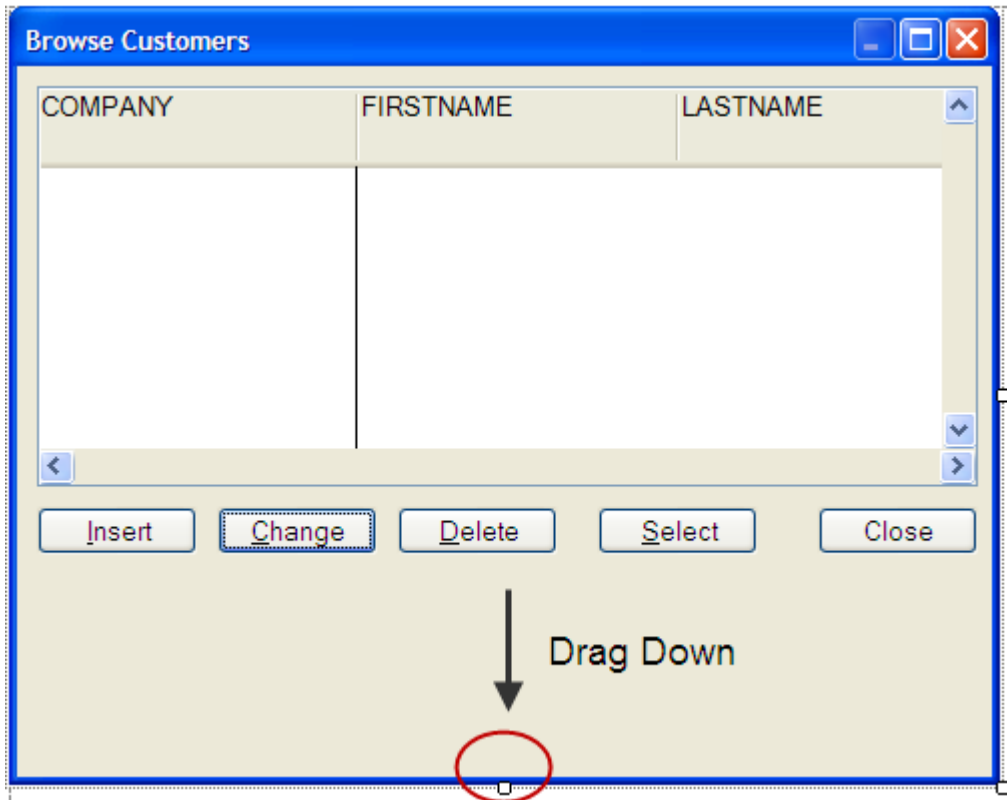 Browse Customers
COMPANY FIRSTNAME LASTNAME
Insert Change Delete Select Close
Drag Down